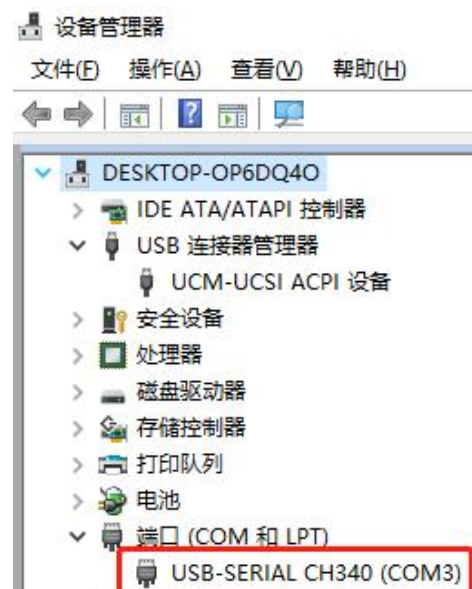 设备管理器
文件(F) 操作(A) 查看(V) 帮助(H)
DESKTOP-OP6DQ4O
IDE ATA/ATAPI 控制器
USB 连接器管理器
UCM-UCSI ACPI 设备
安全设备
处理器
磁盘驱动器
存储控制器
打印队列
电池
端口 (COM 和 LPT)
USB-SERIAL CH340 (COM3)